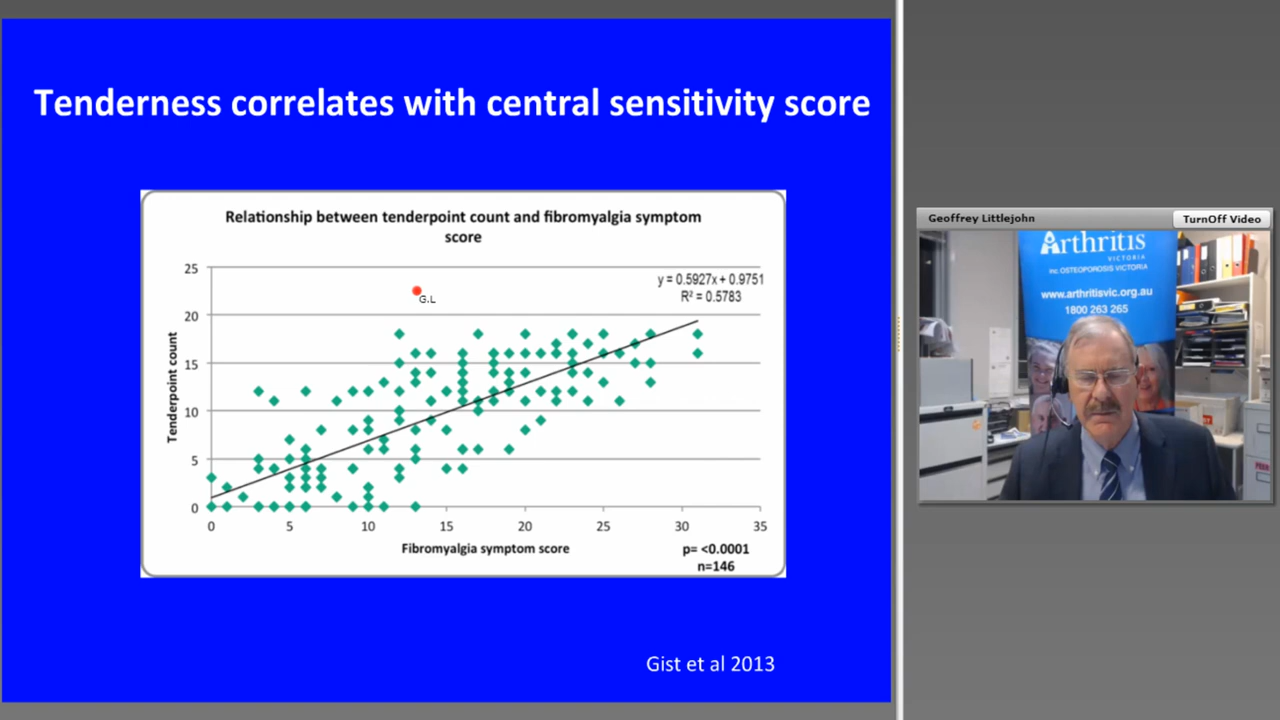 Tenderness correlates with central sensitivity score
Relationship between tenderpoint count and fibromyalgia symptom
score
y = 0.5927x + 0.9751
R² = 0.5783
G.L
Tenderpoint count
25
20
15
10
5
0
0 5 10 15 20 25 30 35
Fibromyalgia symptom score
p= <0.0001
n=146
Gist et al 2013
Geoffrey Littlejohn
TurnOff Video
Arthritis
VICTORIA
inc OSTEOPOROSIS VICTORIA
www.arthritisvic.org.au
1800 263 265